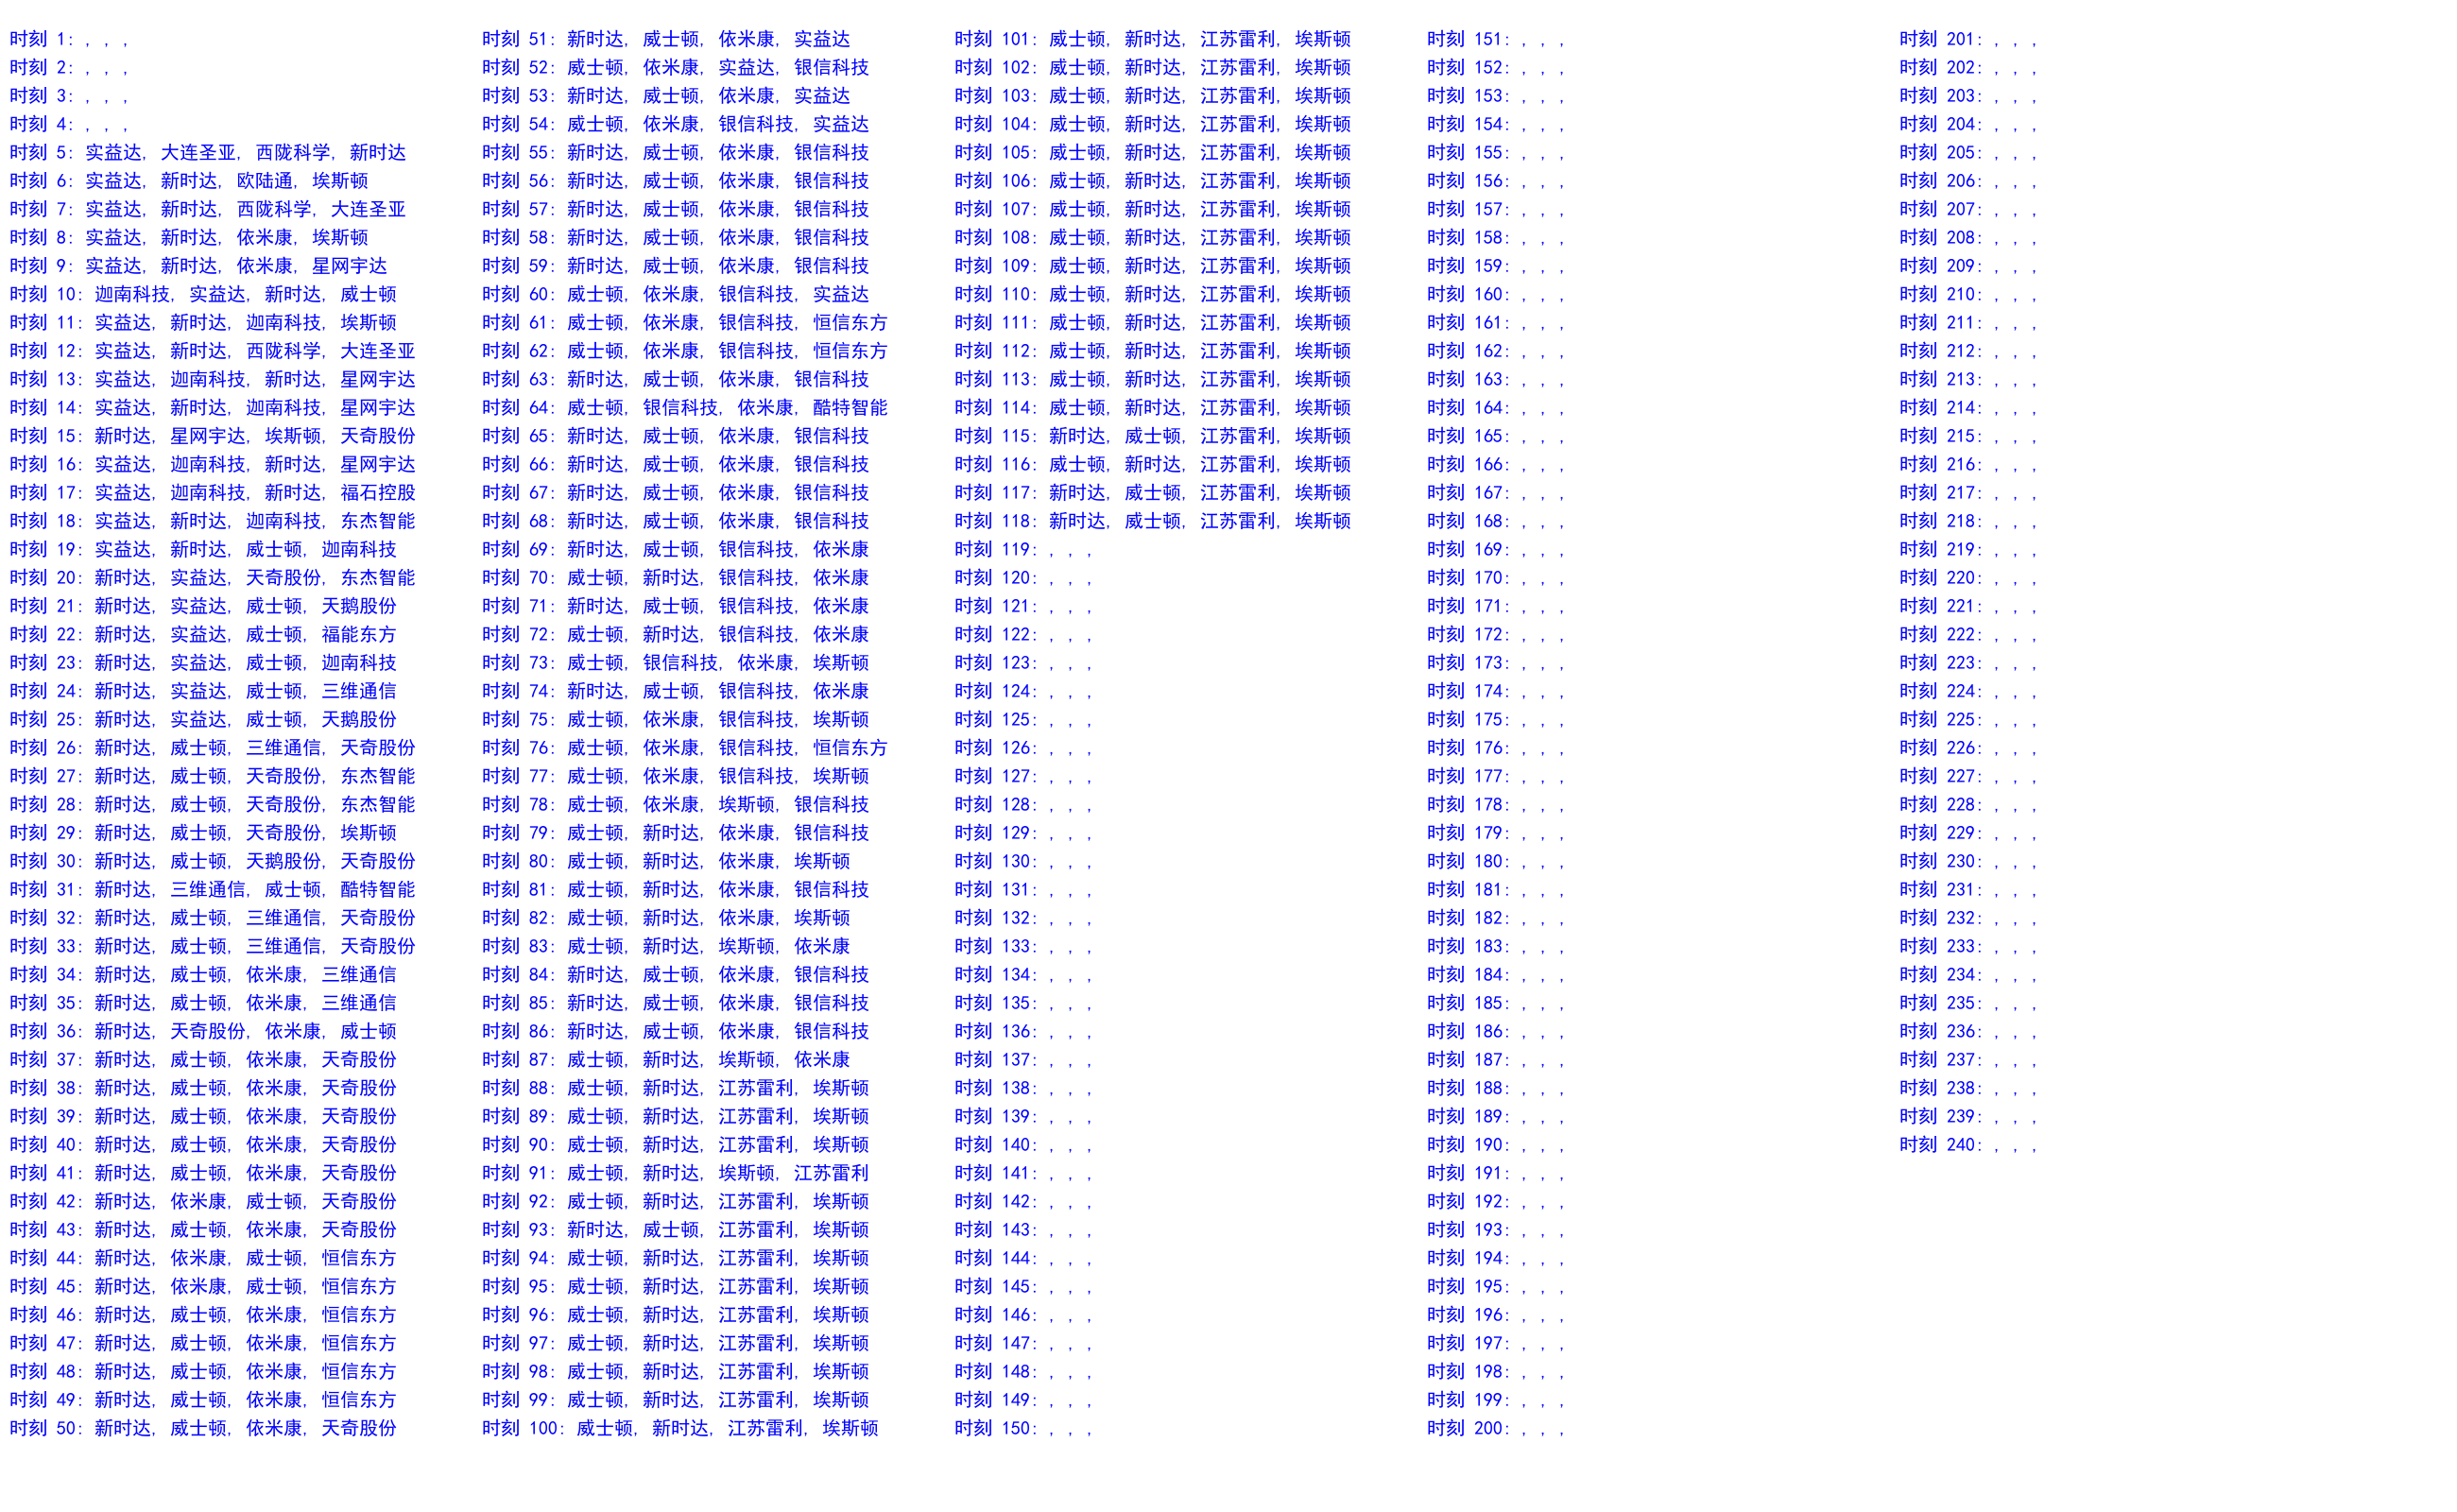 时刻 1: , , ,
时刻 2: , , ,
时刻 3: , , ,
时刻 4: , , ,
时刻 5: 实益达, 大连圣亚, 西陇科学, 新时达
时刻 6: 实益达, 新时达, 欧陆通, 埃斯顿
时刻 7: 实益达, 新时达, 西陇科学, 大连圣亚
时刻 8: 实益达, 新时达, 依米康, 埃斯顿
时刻 9: 实益达, 新时达, 依米康, 星网宇达
时刻 10: 迦南科技, 实益达, 新时达, 威士顿
时刻 11: 实益达, 新时达, 迦南科技, 埃斯顿
时刻 12: 实益达, 新时达, 西陇科学, 大连圣亚
时刻 13: 实益达, 迦南科技, 新时达, 星网宇达
时刻 14: 实益达, 新时达, 迦南科技, 星网宇达
时刻 15: 新时达, 星网宇达, 埃斯顿, 天奇股份
时刻 16: 实益达, 迦南科技, 新时达, 星网宇达
时刻 17: 实益达, 迦南科技, 新时达, 福石控股
时刻 18: 实益达, 新时达, 迦南科技, 东杰智能
时刻 19: 实益达, 新时达, 威士顿, 迦南科技
时刻 20: 新时达, 实益达, 天奇股份, 东杰智能
时刻 21: 新时达, 实益达, 威士顿, 天鹅股份
时刻 22: 新时达, 实益达, 威士顿, 福能东方
时刻 23: 新时达, 实益达, 威士顿, 迦南科技
时刻 24: 新时达, 实益达, 威士顿, 三维通信
时刻 25: 新时达, 实益达, 威士顿, 天鹅股份
时刻 26: 新时达, 威士顿, 三维通信, 天奇股份
时刻 27: 新时达, 威士顿, 天奇股份, 东杰智能
时刻 28: 新时达, 威士顿, 天奇股份, 东杰智能
时刻 29: 新时达, 威士顿, 天奇股份, 埃斯顿
时刻 30: 新时达, 威士顿, 天鹅股份, 天奇股份
时刻 31: 新时达, 三维通信, 威士顿, 酷特智能
时刻 32: 新时达, 威士顿, 三维通信, 天奇股份
时刻 33: 新时达, 威士顿, 三维通信, 天奇股份
时刻 34: 新时达, 威士顿, 依米康, 三维通信
时刻 35: 新时达, 威士顿, 依米康, 三维通信
时刻 36: 新时达, 天奇股份, 依米康, 威士顿
时刻 37: 新时达, 威士顿, 依米康, 天奇股份
时刻 38: 新时达, 威士顿, 依米康, 天奇股份
时刻 39: 新时达, 威士顿, 依米康, 天奇股份
时刻 40: 新时达, 威士顿, 依米康, 天奇股份
时刻 41: 新时达, 威士顿, 依米康, 天奇股份
时刻 42: 新时达, 依米康, 威士顿, 天奇股份
时刻 43: 新时达, 威士顿, 依米康, 天奇股份
时刻 44: 新时达, 依米康, 威士顿, 恒信东方
时刻 45: 新时达, 依米康, 威士顿, 恒信东方
时刻 46: 新时达, 威士顿, 依米康, 恒信东方
时刻 47: 新时达, 威士顿, 依米康, 恒信东方
时刻 48: 新时达, 威士顿, 依米康, 恒信东方
时刻 49: 新时达, 威士顿, 依米康, 恒信东方
时刻 50: 新时达, 威士顿, 依米康, 天奇股份
时刻 51: 新时达, 威士顿, 依米康, 实益达
时刻 52: 威士顿, 依米康, 实益达, 银信科技
时刻 53: 新时达, 威士顿, 依米康, 实益达
时刻 54: 威士顿, 依米康, 银信科技, 实益达
时刻 55: 新时达, 威士顿, 依米康, 银信科技
时刻 56: 新时达, 威士顿, 依米康, 银信科技
时刻 57: 新时达, 威士顿, 依米康, 银信科技
时刻 58: 新时达, 威士顿, 依米康, 银信科技
时刻 59: 新时达, 威士顿, 依米康, 银信科技
时刻 60: 威士顿, 依米康, 银信科技, 实益达
时刻 61: 威士顿, 依米康, 银信科技, 恒信东方
时刻 62: 威士顿, 依米康, 银信科技, 恒信东方
时刻 63: 新时达, 威士顿, 依米康, 银信科技
时刻 64: 威士顿, 银信科技, 依米康, 酷特智能
时刻 65: 新时达, 威士顿, 依米康, 银信科技
时刻 66: 新时达, 威士顿, 依米康, 银信科技
时刻 67: 新时达, 威士顿, 依米康, 银信科技
时刻 68: 新时达, 威士顿, 依米康, 银信科技
时刻 69: 新时达, 威士顿, 银信科技, 依米康
时刻 70: 威士顿, 新时达, 银信科技, 依米康
时刻 71: 新时达, 威士顿, 银信科技, 依米康
时刻 72: 威士顿, 新时达, 银信科技, 依米康
时刻 73: 威士顿, 银信科技, 依米康, 埃斯顿
时刻 74: 新时达, 威士顿, 银信科技, 依米康
时刻 75: 威士顿, 依米康, 银信科技, 埃斯顿
时刻 76: 威士顿, 依米康, 银信科技, 恒信东方
时刻 77: 威士顿, 依米康, 银信科技, 埃斯顿
时刻 78: 威士顿, 依米康, 埃斯顿, 银信科技
时刻 79: 威士顿, 新时达, 依米康, 银信科技
时刻 80: 威士顿, 新时达, 依米康, 埃斯顿
时刻 81: 威士顿, 新时达, 依米康, 银信科技
时刻 82: 威士顿, 新时达, 依米康, 埃斯顿
时刻 83: 威士顿, 新时达, 埃斯顿, 依米康
时刻 84: 新时达, 威士顿, 依米康, 银信科技
时刻 85: 新时达, 威士顿, 依米康, 银信科技
时刻 86: 新时达, 威士顿, 依米康, 银信科技
时刻 87: 威士顿, 新时达, 埃斯顿, 依米康
时刻 88: 威士顿, 新时达, 江苏雷利, 埃斯顿
时刻 89: 威士顿, 新时达, 江苏雷利, 埃斯顿
时刻 90: 威士顿, 新时达, 江苏雷利, 埃斯顿
时刻 91: 威士顿, 新时达, 埃斯顿, 江苏雷利
时刻 92: 威士顿, 新时达, 江苏雷利, 埃斯顿
时刻 93: 新时达, 威士顿, 江苏雷利, 埃斯顿
时刻 94: 威士顿, 新时达, 江苏雷利, 埃斯顿
时刻 95: 威士顿, 新时达, 江苏雷利, 埃斯顿
时刻 96: 威士顿, 新时达, 江苏雷利, 埃斯顿
时刻 97: 威士顿, 新时达, 江苏雷利, 埃斯顿
时刻 98: 威士顿, 新时达, 江苏雷利, 埃斯顿
时刻 99: 威士顿, 新时达, 江苏雷利, 埃斯顿
时刻 100: 威士顿, 新时达, 江苏雷利, 埃斯顿
时刻 101: 威士顿, 新时达, 江苏雷利, 埃斯顿
时刻 102: 威士顿, 新时达, 江苏雷利, 埃斯顿
时刻 103: 威士顿, 新时达, 江苏雷利, 埃斯顿
时刻 104: 威士顿, 新时达, 江苏雷利, 埃斯顿
时刻 105: 威士顿, 新时达, 江苏雷利, 埃斯顿
时刻 106: 威士顿, 新时达, 江苏雷利, 埃斯顿
时刻 107: 威士顿, 新时达, 江苏雷利, 埃斯顿
时刻 108: 威士顿, 新时达, 江苏雷利, 埃斯顿
时刻 109: 威士顿, 新时达, 江苏雷利, 埃斯顿
时刻 110: 威士顿, 新时达, 江苏雷利, 埃斯顿
时刻 111: 威士顿, 新时达, 江苏雷利, 埃斯顿
时刻 112: 威士顿, 新时达, 江苏雷利, 埃斯顿
时刻 113: 威士顿, 新时达, 江苏雷利, 埃斯顿
时刻 114: 威士顿, 新时达, 江苏雷利, 埃斯顿
时刻 115: 新时达, 威士顿, 江苏雷利, 埃斯顿
时刻 116: 威士顿, 新时达, 江苏雷利, 埃斯顿
时刻 117: 新时达, 威士顿, 江苏雷利, 埃斯顿
时刻 118: 新时达, 威士顿, 江苏雷利, 埃斯顿
时刻 119: , , ,
时刻 120: , , ,
时刻 121: , , ,
时刻 122: , , ,
时刻 123: , , ,
时刻 124: , , ,
时刻 125: , , ,
时刻 126: , , ,
时刻 127: , , ,
时刻 128: , , ,
时刻 129: , , ,
时刻 130: , , ,
时刻 131: , , ,
时刻 132: , , ,
时刻 133: , , ,
时刻 134: , , ,
时刻 135: , , ,
时刻 136: , , ,
时刻 137: , , ,
时刻 138: , , ,
时刻 139: , , ,
时刻 140: , , ,
时刻 141: , , ,
时刻 142: , , ,
时刻 143: , , ,
时刻 144: , , ,
时刻 145: , , ,
时刻 146: , , ,
时刻 147: , , ,
时刻 148: , , ,
时刻 149: , , ,
时刻 150: , , ,
时刻 151: , , ,
时刻 152: , , ,
时刻 153: , , ,
时刻 154: , , ,
时刻 155: , , ,
时刻 156: , , ,
时刻 157: , , ,
时刻 158: , , ,
时刻 159: , , ,
时刻 160: , , ,
时刻 161: , , ,
时刻 162: , , ,
时刻 163: , , ,
时刻 164: , , ,
时刻 165: , , ,
时刻 166: , , ,
时刻 167: , , ,
时刻 168: , , ,
时刻 169: , , ,
时刻 170: , , ,
时刻 171: , , ,
时刻 172: , , ,
时刻 173: , , ,
时刻 174: , , ,
时刻 175: , , ,
时刻 176: , , ,
时刻 177: , , ,
时刻 178: , , ,
时刻 179: , , ,
时刻 180: , , ,
时刻 181: , , ,
时刻 182: , , ,
时刻 183: , , ,
时刻 184: , , ,
时刻 185: , , ,
时刻 186: , , ,
时刻 187: , , ,
时刻 188: , , ,
时刻 189: , , ,
时刻 190: , , ,
时刻 191: , , ,
时刻 192: , , ,
时刻 193: , , ,
时刻 194: , , ,
时刻 195: , , ,
时刻 196: , , ,
时刻 197: , , ,
时刻 198: , , ,
时刻 199: , , ,
时刻 200: , , ,
时刻 201: , , ,
时刻 202: , , ,
时刻 203: , , ,
时刻 204: , , ,
时刻 205: , , ,
时刻 206: , , ,
时刻 207: , , ,
时刻 208: , , ,
时刻 209: , , ,
时刻 210: , , ,
时刻 211: , , ,
时刻 212: , , ,
时刻 213: , , ,
时刻 214: , , ,
时刻 215: , , ,
时刻 216: , , ,
时刻 217: , , ,
时刻 218: , , ,
时刻 219: , , ,
时刻 220: , , ,
时刻 221: , , ,
时刻 222: , , ,
时刻 223: , , ,
时刻 224: , , ,
时刻 225: , , ,
时刻 226: , , ,
时刻 227: , , ,
时刻 228: , , ,
时刻 229: , , ,
时刻 230: , , ,
时刻 231: , , ,
时刻 232: , , ,
时刻 233: , , ,
时刻 234: , , ,
时刻 235: , , ,
时刻 236: , , ,
时刻 237: , , ,
时刻 238: , , ,
时刻 239: , , ,
时刻 240: , , ,